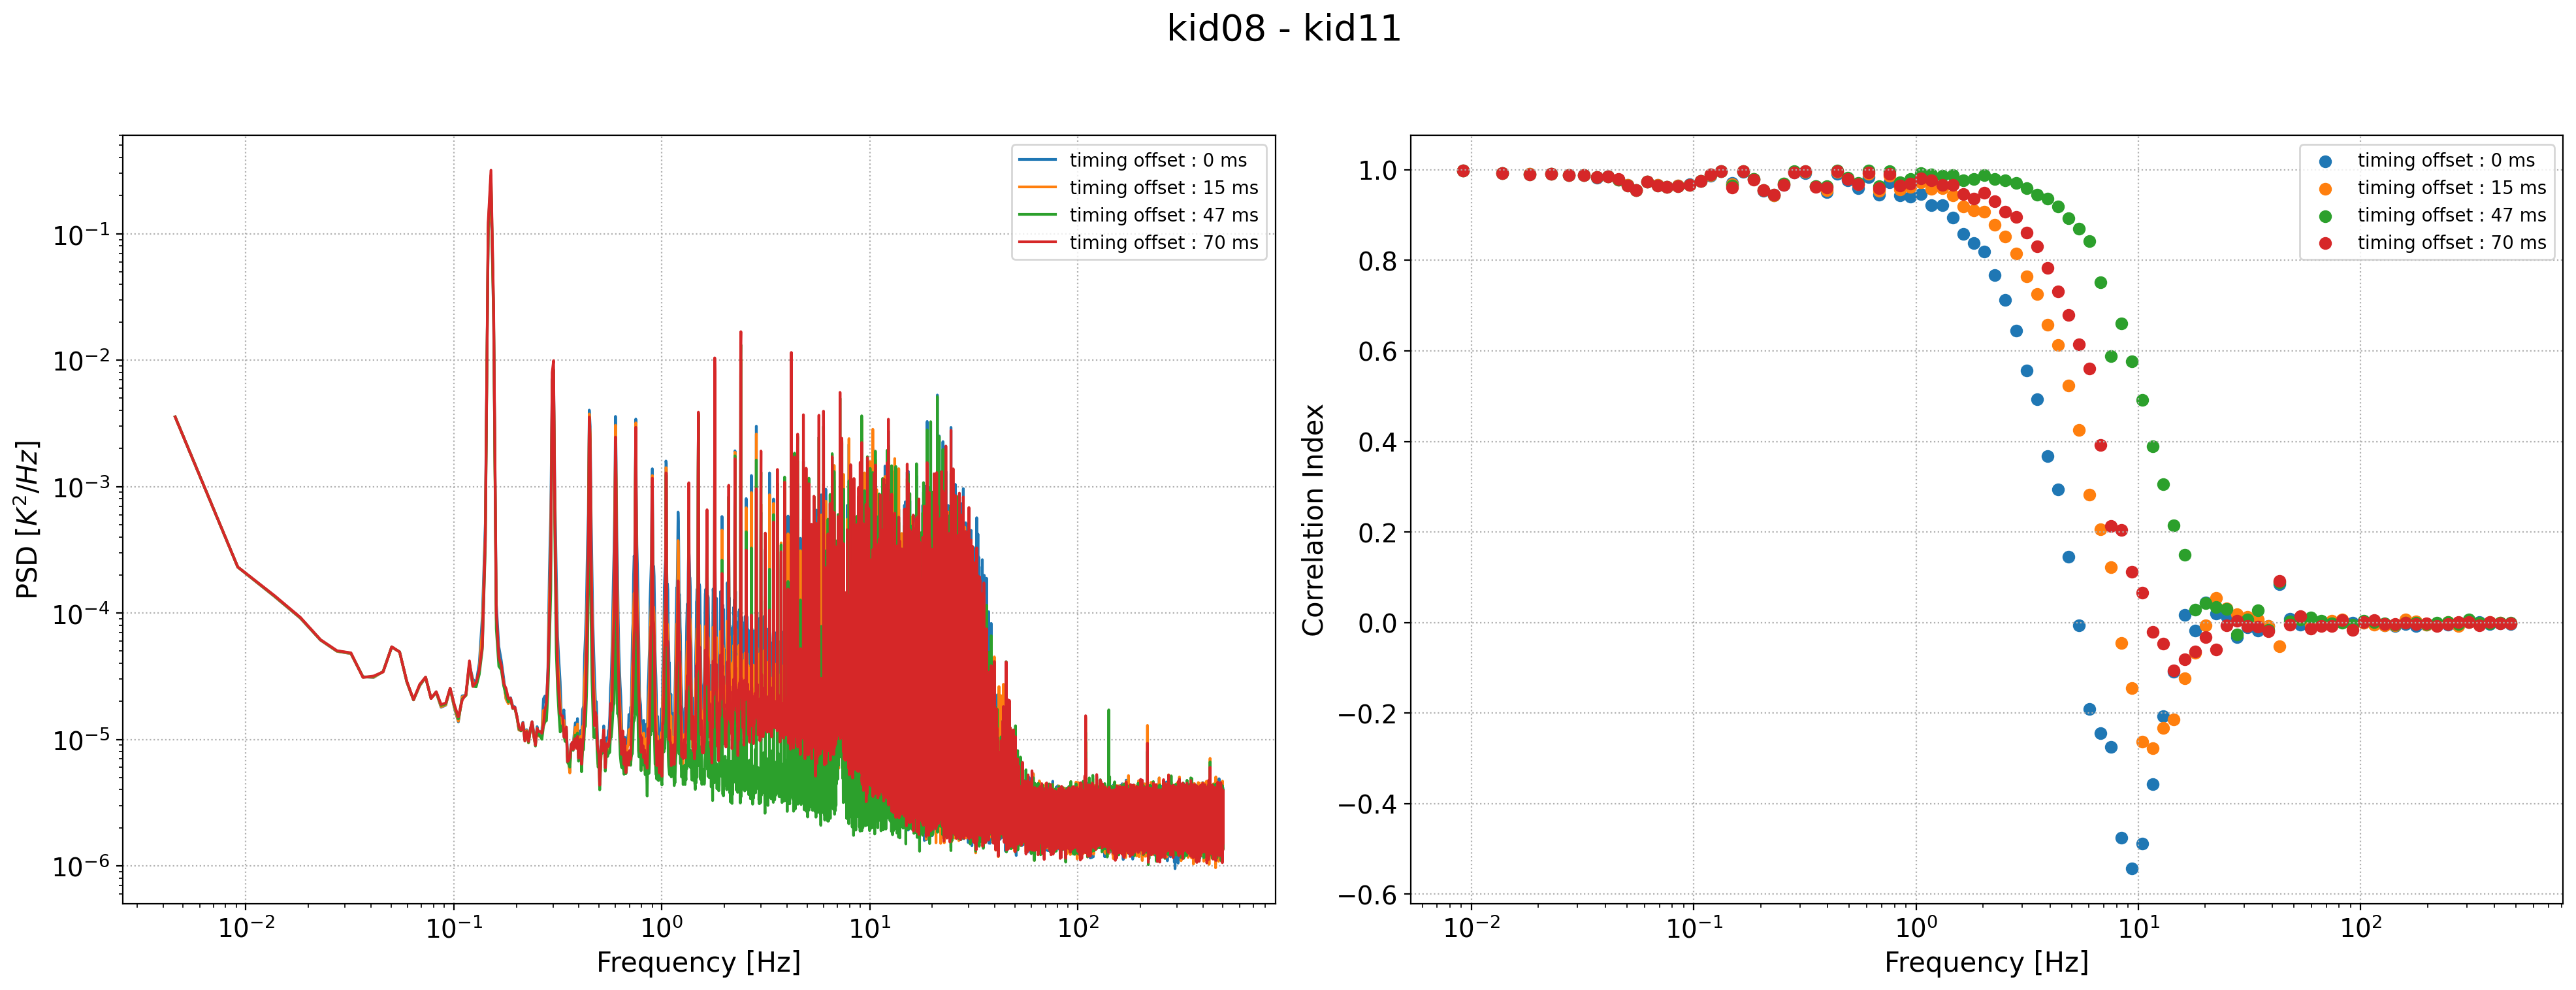 kid08 - kid11
PSD [K²/Hz]
10⁻¹
10⁻²
10⁻³
10⁻⁴
10⁻⁵
10⁻⁶
timing offset : 0 ms
timing offset : 15 ms
timing offset : 47 ms
timing offset : 70 ms
10⁻²
10⁻¹
10⁰
10¹
10²
Frequency [Hz]
Correlation Index
1.0
0.8
0.6
0.4
0.2
0.0
−0.2
−0.4
−0.6
timing offset : 0 ms
timing offset : 15 ms
timing offset : 47 ms
timing offset : 70 ms
10⁻²
10⁻¹
10⁰
10¹
10²
Frequency [Hz]